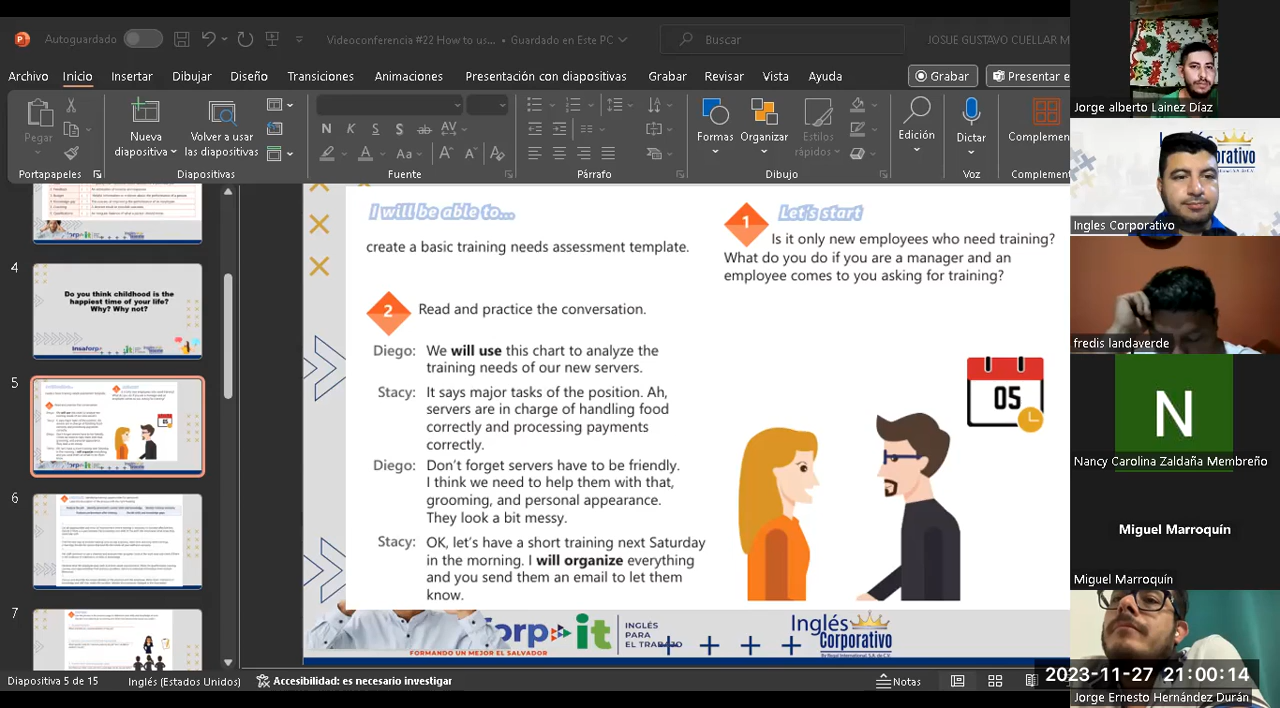 Autoguardado
Videoconferencia #22 how to us... • Guardado en Este PC
Buscar
JOSUE GUSTAVO CUELLAR M
Archivo Inicio Insertar Dibujar Diseño Transiciones Animaciones Presentación con diapositivas Grabar Revisar Vista Ayuda
Grabar
Presentar e
Pegar
Nueva
diapositiva
Volver a usar
las diapositivas
Formas
Organizar
Estilos
rápidos
Edición
Dictar
Complemen
Portapapeles
Diapositivas
Fuente
Párrafo
Dibujo
Voz
Complement
4
Do you think childhood is the
happiest time of your life?
Why? Why not?
5
6
7
I will be able to...
create a basic training needs assessment template.
1
Let's start
Is it only new employees who need training?
What do you do if you are a manager and an
employee comes to you asking for training?
2
Read and practice the conversation.
Diego: We will use this chart to analyze the
training needs of our new servers.
Stacy: It says major tasks of the position. Ah,
servers are in charge of handling food
correctly and processing payments
correctly.
Diego: Don't forget servers have to be friendly.
I think we need to help them with that,
grooming, and personal appearance.
They look a bit messy.
Stacy: OK, let's have a short training next Saturday
in the morning. I will organize everything
and you send them an email to let them
know.
05
orp
it
INGLÉS
PARA
EL TRABAJO
FORMANDO UN MEJOR EL SALVADOR
Inglés
Corporativo
Diapositiva 5 de 15
Inglés (Estados Unidos)
Accesibilidad: es necesario investigar
Notas
Jorge alberto Láinez Díaz
Ingles Corporativo
fredis landaverde
N
Nancy Carolina Zaldaña Membreño
Miguel Marroquín
Miguel Marroquín
2023-11-27 21:00:14
Jorge Ernesto Hernández Durán